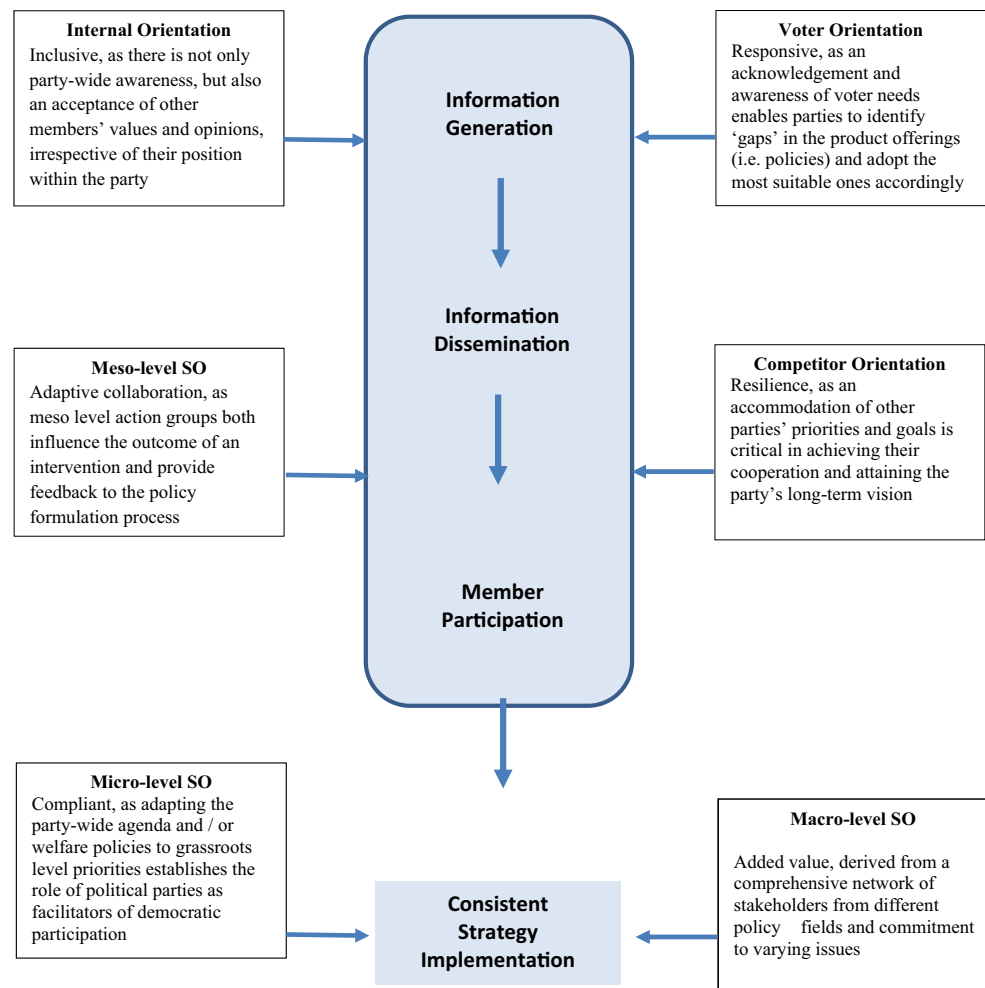 Internal Orientation
Inclusive, as there is not only
party-wide awareness, but also
an acceptance of other
members' values and opinions,
irrespective of their position
within the party
Information
Generation
Voter Orientation
Responsive, as an
acknowledgement and
awareness of voter needs
enables parties to identify
'gaps' in the product offerings
(i.e. policies) and adopt the
most suitable ones accordingly
Information
Dissemination
Meso-level SO
Adaptive collaboration, as
meso level action groups both
influence the outcome of an
intervention and provide
feedback to the policy
formulation process
Competitor Orientation
Resilience, as an
accommodation of other
parties' priorities and goals is
critical in achieving their
cooperation and attaining the
party's long-term vision
Member
Participation
Micro-level SO
Compliant, as adapting the
party-wide agenda and / or
welfare policies to grassroots
level priorities establishes the
role of political parties as
facilitators of democratic
participation
Consistent
Strategy
Implementation
Macro-level SO
Added value, derived from a
comprehensive network of
stakeholders from different
policy fields and commitment
to varying issues